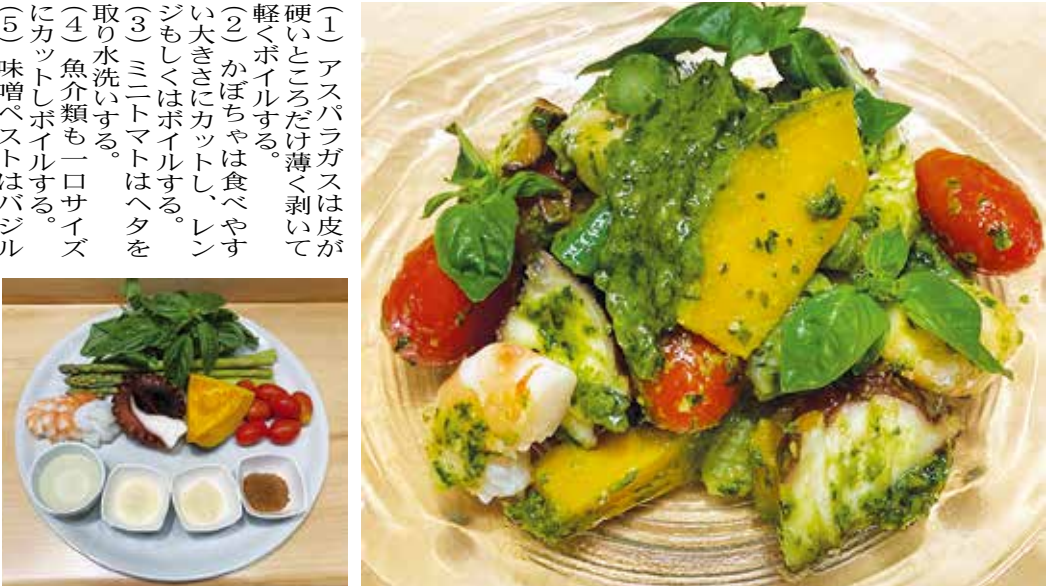 (1) アスパラガスは皮が
硬いところだけ薄く剥いて
軽くボイルする。
(2) かぼちゃは食べやす
い大きさにカットし、レン
ジもしくはボイルする。
(3) ミニトマトはヘタを
取り水洗いする。
(4) 魚介類も一口サイズ
にカットしボイルする。
(5) 味噌ペストはバジル